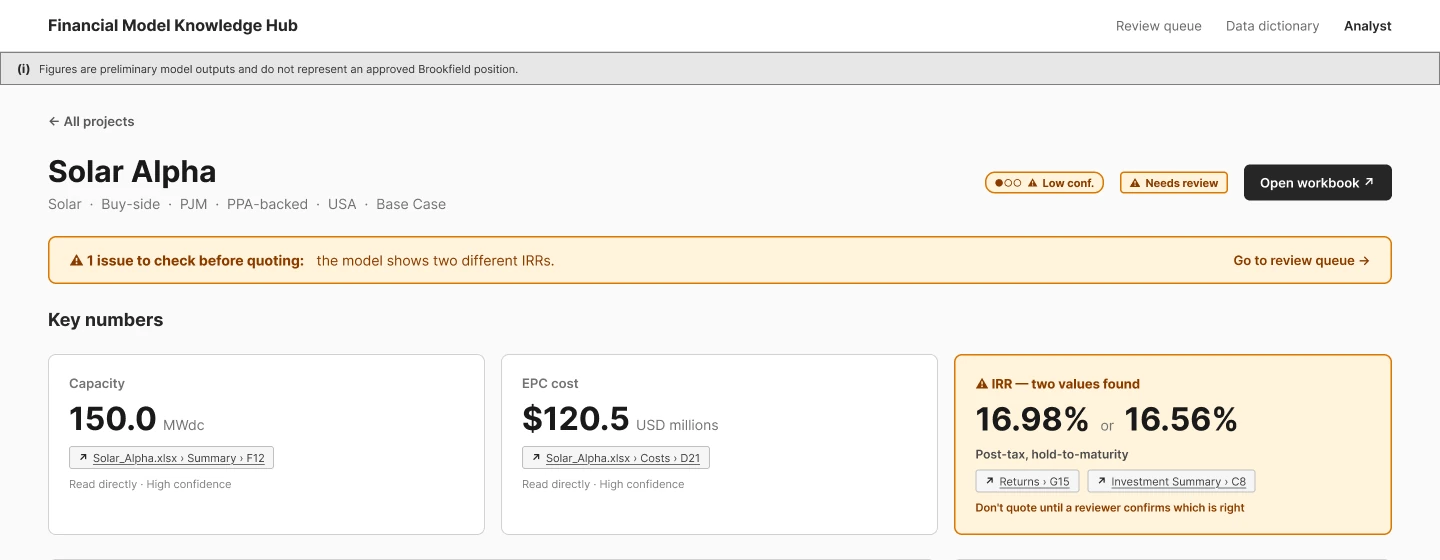 Financial Model Knowledge Hub
Review queue Data dictionary Analyst
(i) Figures are preliminary model outputs and do not represent an approved Brookfield position.
← All projects
Solar Alpha
Solar · Buy-side · PJM · PPA-backed · USA · Base Case
●○○ ⚠ Low conf.
⚠ Needs review
Open workbook ↗
⚠ 1 issue to check before quoting: the model shows two different IRRs.
Go to review queue →
Key numbers
Capacity
150.0 MWdc
↗ Solar_Alpha.xlsx › Summary › F12
Read directly · High confidence
EPC cost
$120.5 USD millions
↗ Solar_Alpha.xlsx › Costs › D21
Read directly · High confidence
⚠ IRR — two values found
16.98% or 16.56%
Post-tax, hold-to-maturity
↗ Returns › G15 ↗ Investment Summary › C8
Don't quote until a reviewer confirms which is right